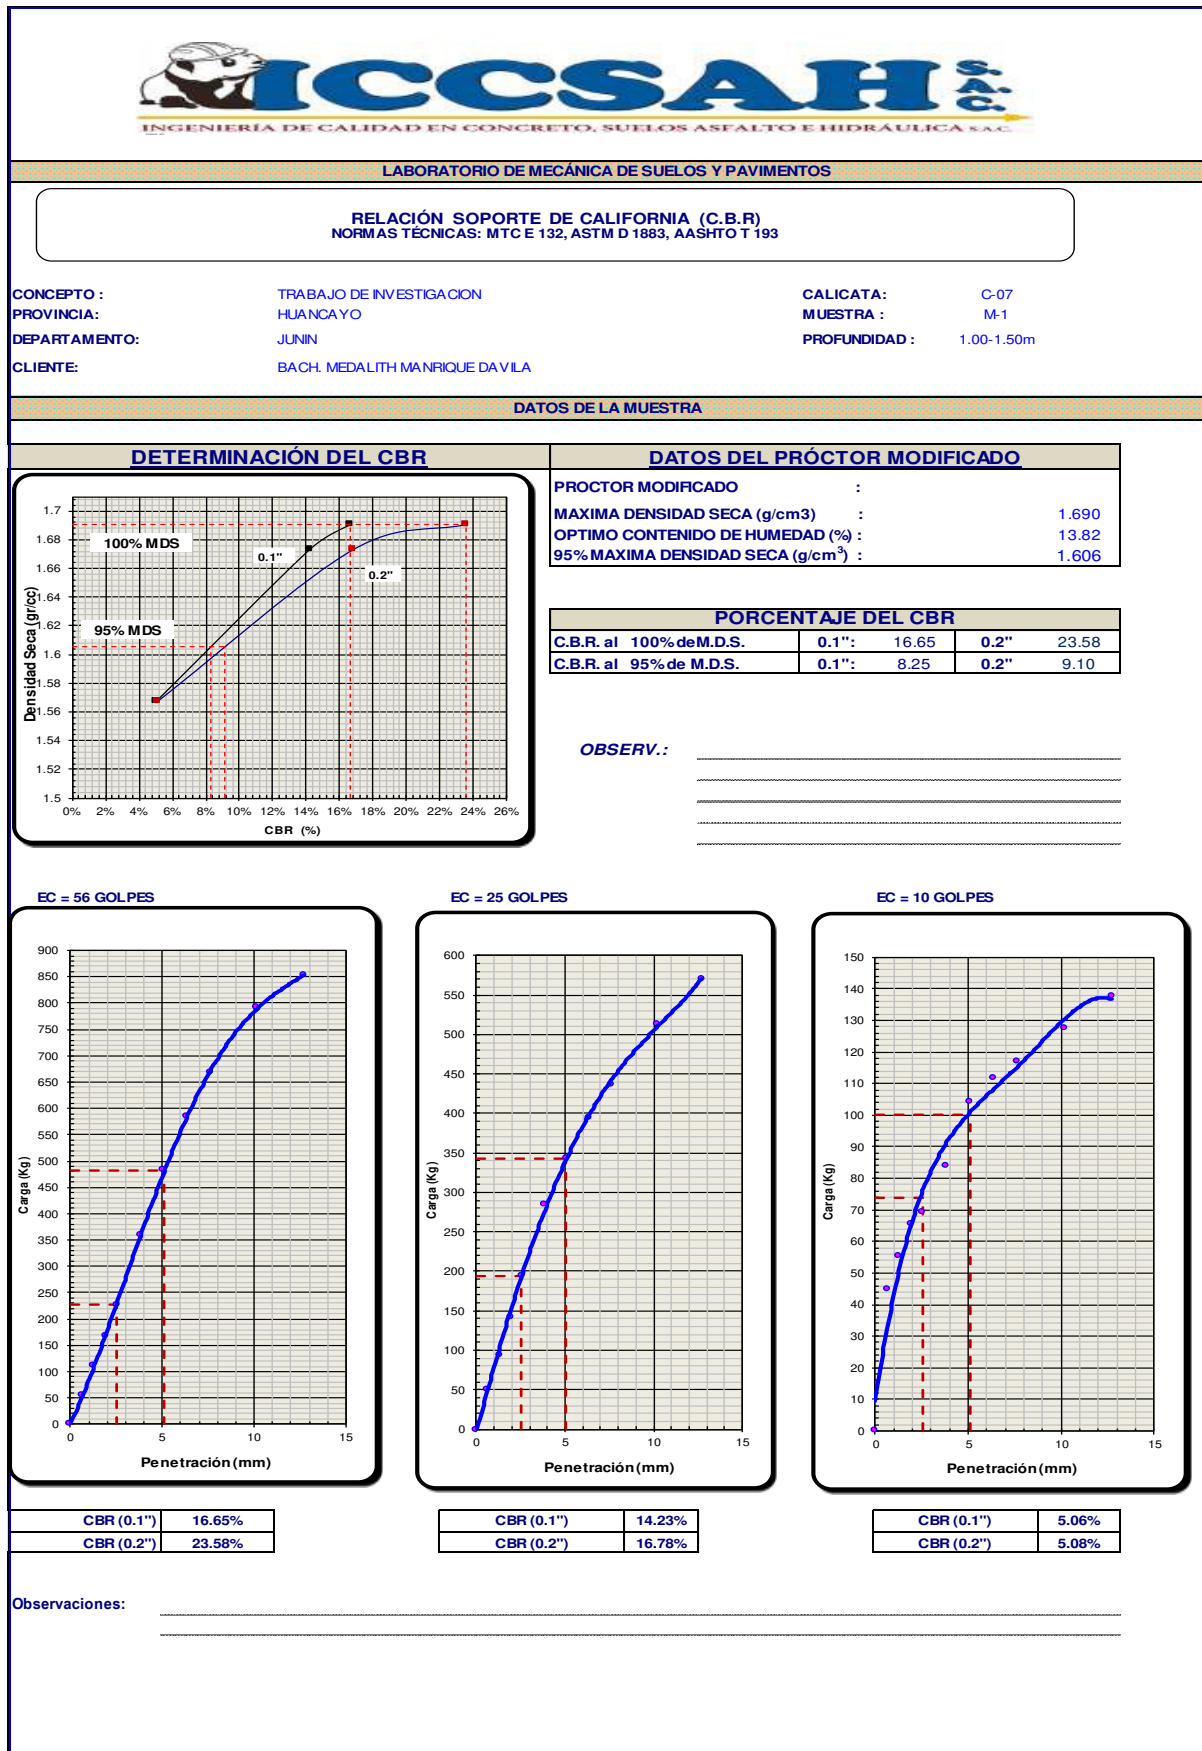 ICCSAH S.A.C.
INGENIERÍA DE CALIDAD EN CONCRETO, SUELOS ASFALTO E HIDRÁULICA S.A.C.
LABORATORIO DE MECÁNICA DE SUELOS Y PAVIMENTOS
RELACIÓN SOPORTE DE CALIFORNIA (C.B.R)
NORMAS TÉCNICAS: MTC E 132, ASTM D 1883, AASHTO T 193
CONCEPTO : TRABAJO DE INVESTIGACION CALICATA: C-07
PROVINCIA: HUANCAYO MUESTRA : M-1
DEPARTAMENTO: JUNIN PROFUNDIDAD : 1.00-1.50m
CLIENTE: BACH. MEDALITH MANRIQUE DAVILA
DATOS DE LA MUESTRA
DETERMINACIÓN DEL CBR
1.7
1.68
1.66
1.64
1.62
1.6
1.58
1.56
1.54
1.52
1.5
Densidad Seca (gr/cc)
100% MDS
95% MDS
0.1"
0.2"
0% 2% 4% 6% 8% 10% 12% 14% 16% 18% 20% 22% 24% 26%
CBR (%)
DATOS DEL PRÓCTOR MODIFICADO
PROCTOR MODIFICADO :
MAXIMA DENSIDAD SECA (g/cm3) : 1.690
OPTIMO CONTENIDO DE HUMEDAD (%) : 13.82
95% MAXIMA DENSIDAD SECA (g/cm³) : 1.606
PORCENTAJE DEL CBR
C.B.R. al 100% de M.D.S. 0.1": 16.65 0.2" 23.58
C.B.R. al 95% de M.D.S. 0.1": 8.25 0.2" 9.10
OBSERV.:
EC = 56 GOLPES
900
850
800
750
700
650
600
550
500
450
400
350
300
250
200
150
100
50
0
Carga (Kg)
0 5 10 15
Penetración (mm)
CBR (0.1") 16.65%
CBR (0.2") 23.58%
EC = 25 GOLPES
600
550
500
450
400
350
300
250
200
150
100
50
0
Carga (Kg)
0 5 10 15
Penetración (mm)
CBR (0.1") 14.23%
CBR (0.2") 16.78%
EC = 10 GOLPES
150
140
130
120
110
100
90
80
70
60
50
40
30
20
10
0
Carga (Kg)
0 5 10 15
Penetración (mm)
CBR (0.1") 5.06%
CBR (0.2") 5.08%
Observaciones: